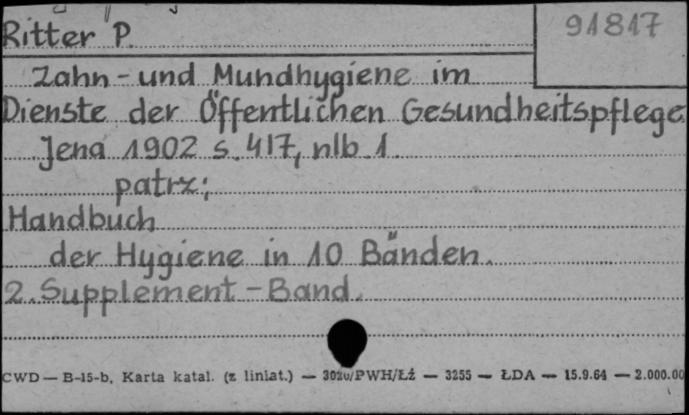 Ritter P.
91817
Zahn-und Mundhygiene im
Dienste der Öffentlichen Gesundheitspflege
Jena 1902 s. 417, nlb. 1.
patrz:
Handbuch
der Hygiene in 10 Bänden.
2. Supplement-Band.
CWD — B-15-b, Karta katal. (z liniat.) — 3020/PWH/Łż — 3255 — ŁDA — 15.9.64 — 2.000.00